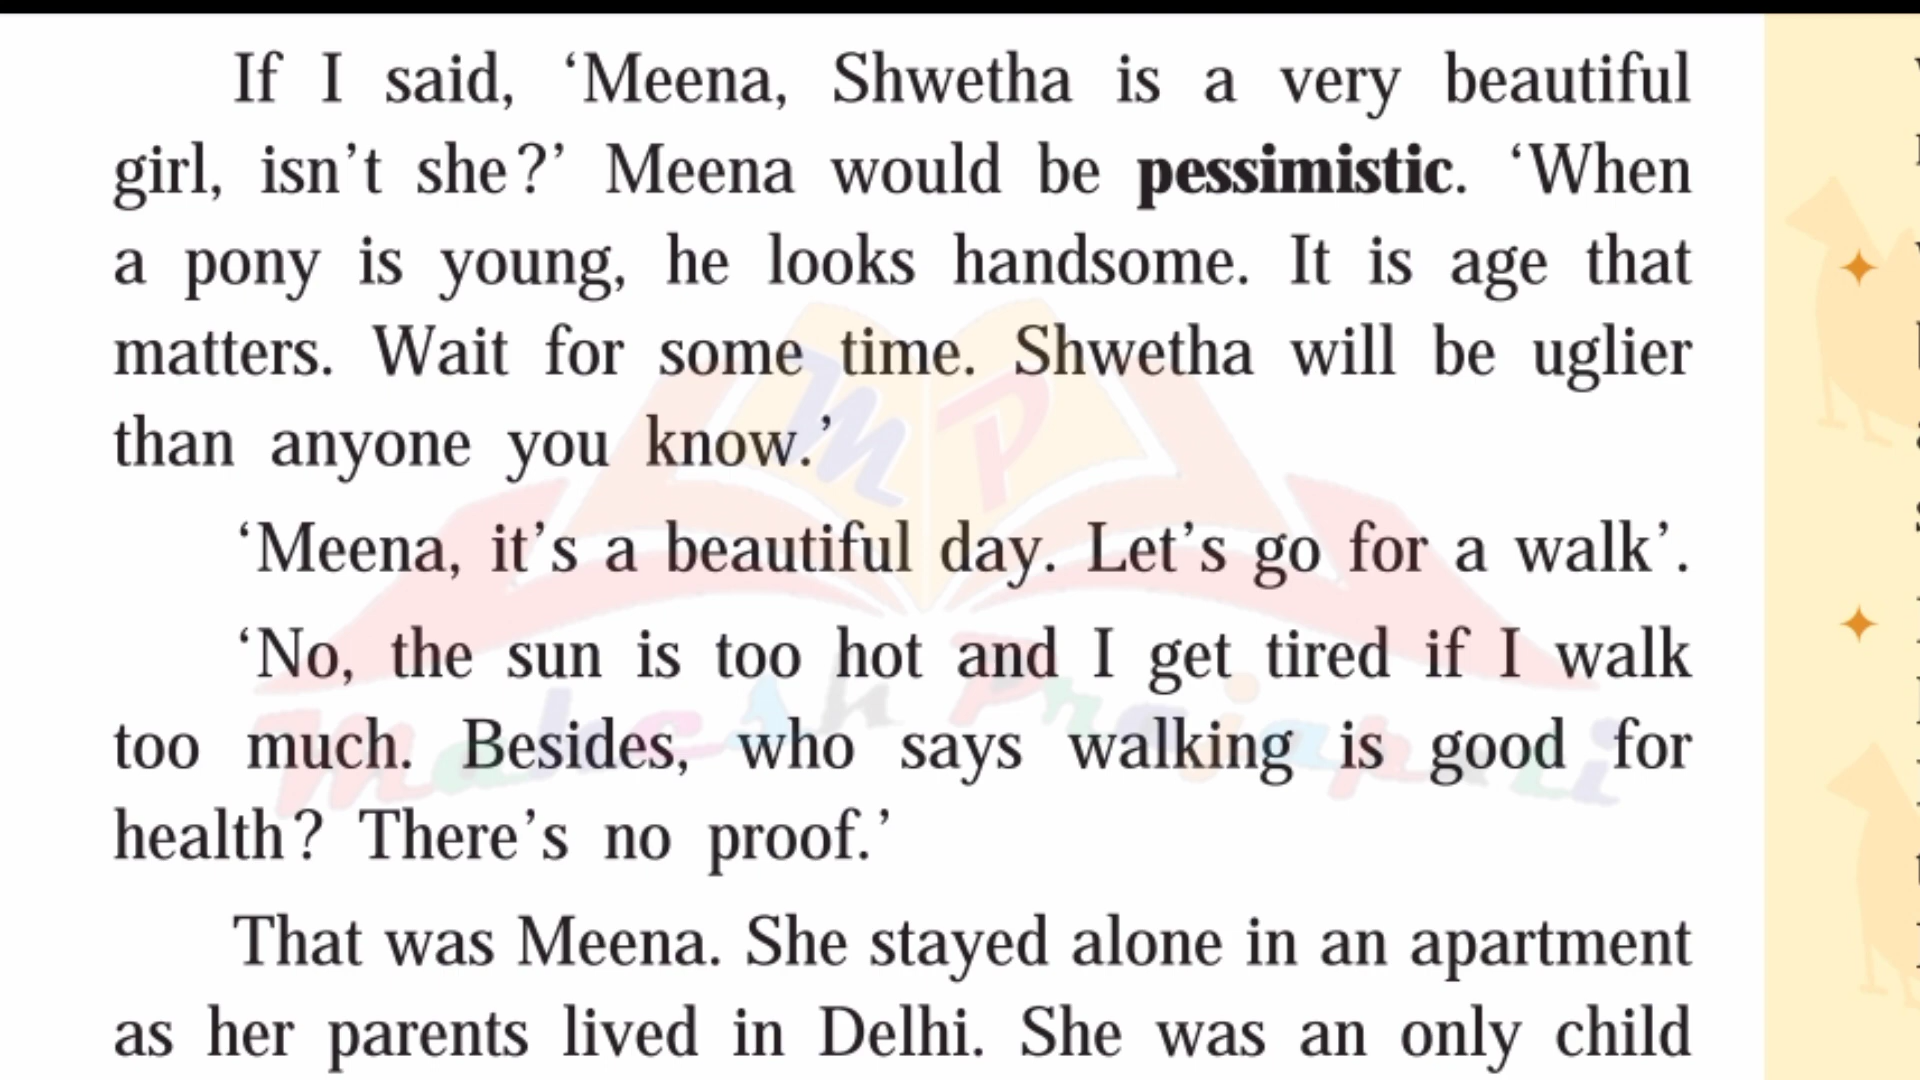 If I said, ‘Meena, Shwetha is a very beautiful
girl, isn’t she?’ Meena would be pessimistic. ‘When
a pony is young, he looks handsome. It is age that
matters. Wait for some time. Shwetha will be uglier
than anyone you know.’
‘Meena, it’s a beautiful day. Let’s go for a walk’.
‘No, the sun is too hot and I get tired if I walk
too much. Besides, who says walking is good for
health? There’s no proof.’
That was Meena. She stayed alone in an apartment
as her parents lived in Delhi. She was an only child
MP
Mahesh Prajapati